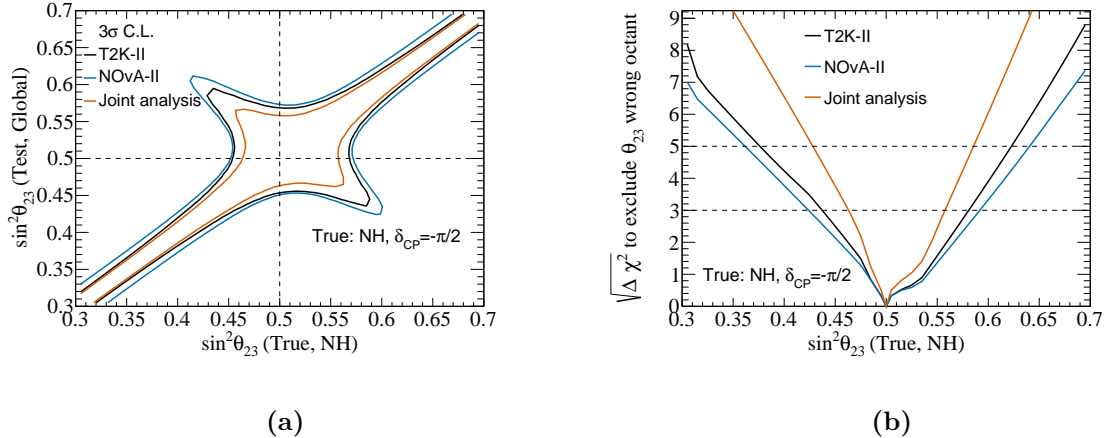 sin²θ₂₃ (Test, Global)
0.7
0.65
0.6
0.55
0.5
0.45
0.4
0.35
0.3
3σ C.L.
T2K-II
NOνA-II
Joint analysis
True: NH, δ_CP=-π/2
0.3 0.35 0.4 0.45 0.5 0.55 0.6 0.65 0.7
sin²θ₂₃ (True, NH)
(a)
√Δ χ² to exclude θ₂₃ wrong octant
9
8
7
6
5
4
3
2
1
0
T2K-II
NOνA-II
Joint analysis
True: NH, δ_CP=-π/2
0.3 0.35 0.4 0.45 0.5 0.55 0.6 0.65 0.7
sin²θ₂₃ (True, NH)
(b)